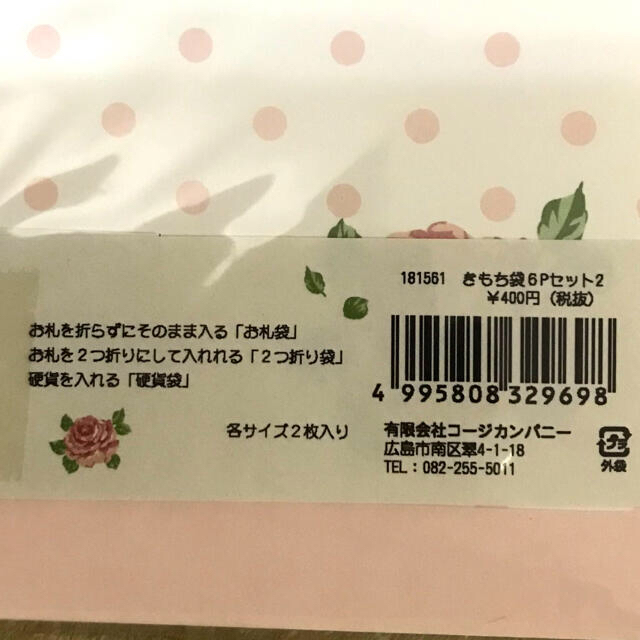 181561 きもち袋6Pセット2
¥400円(税抜)
お札を折らずにそのまま入る「お札袋」
お札を2つ折りにして入れれる「2つ折り袋」
硬貨を入れる「硬貨袋」
各サイズ2枚入り
4 995808 329698
有限会社コージカンパニー
広島市南区翠4-1-18
TEL:082-255-5011
プラ
外袋